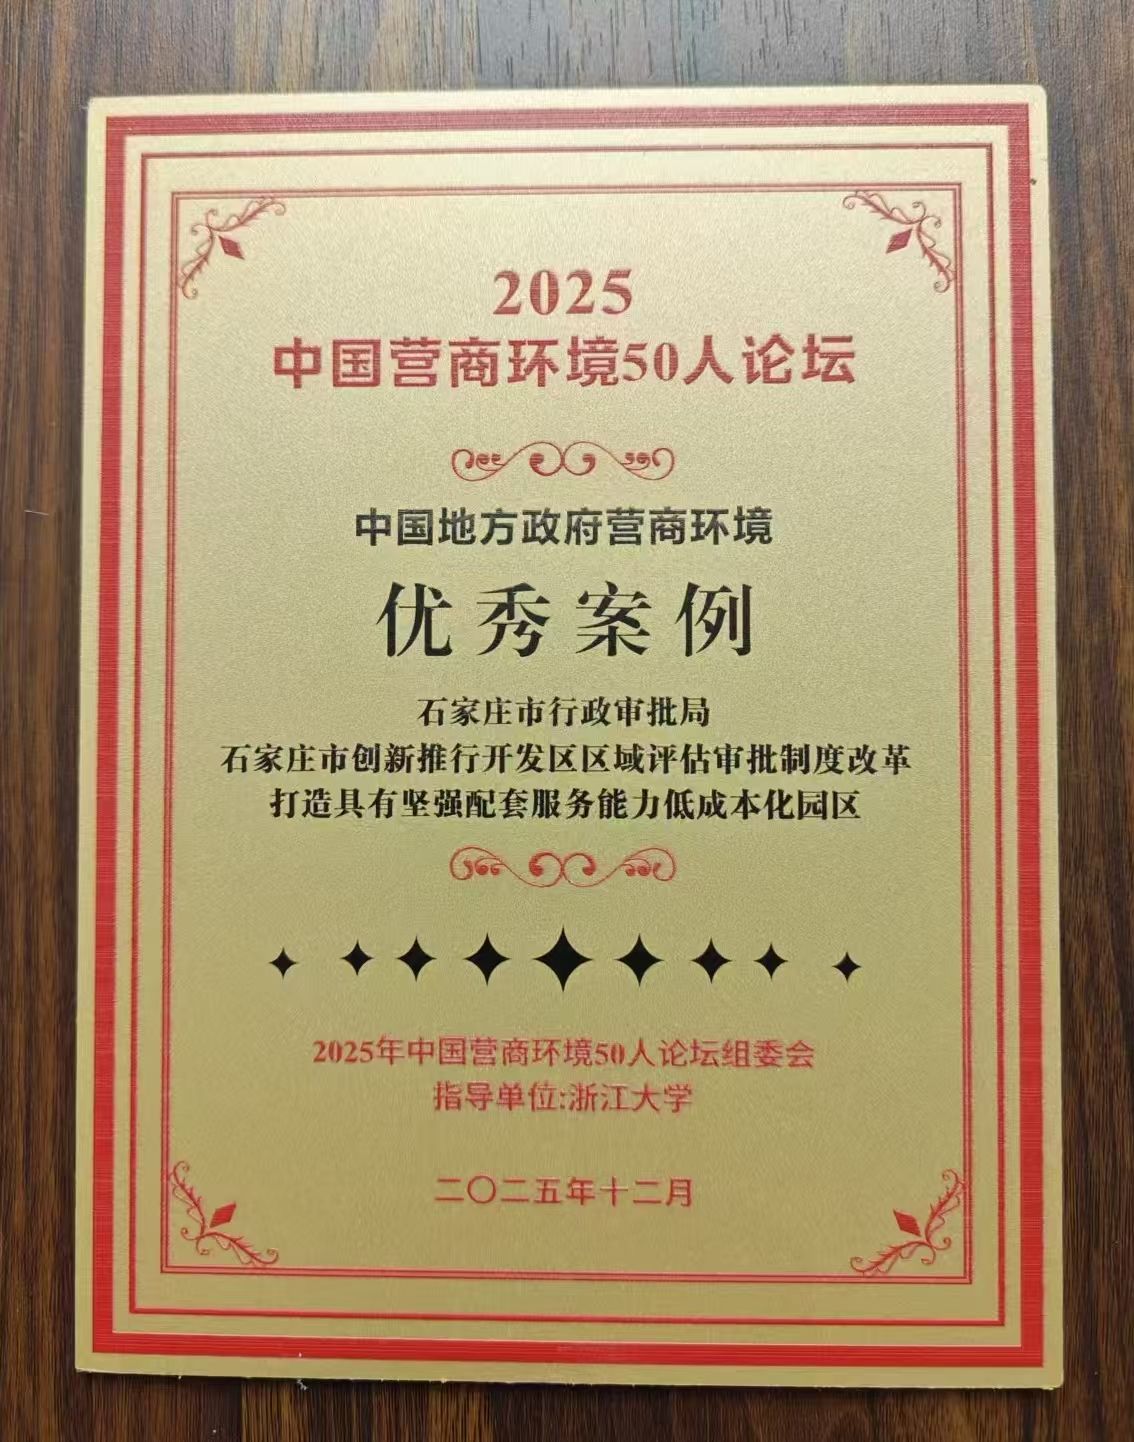 2025
中国营商环境50人论坛
中国地方政府营商环境
优秀案例
石家庄市行政审批局
石家庄市创新推行开发区区域评估审批制度改革
打造具有坚强配套服务能力低成本化园区
2025年中国营商环境50人论坛组委会
指导单位:浙江大学
二〇二五年十二月